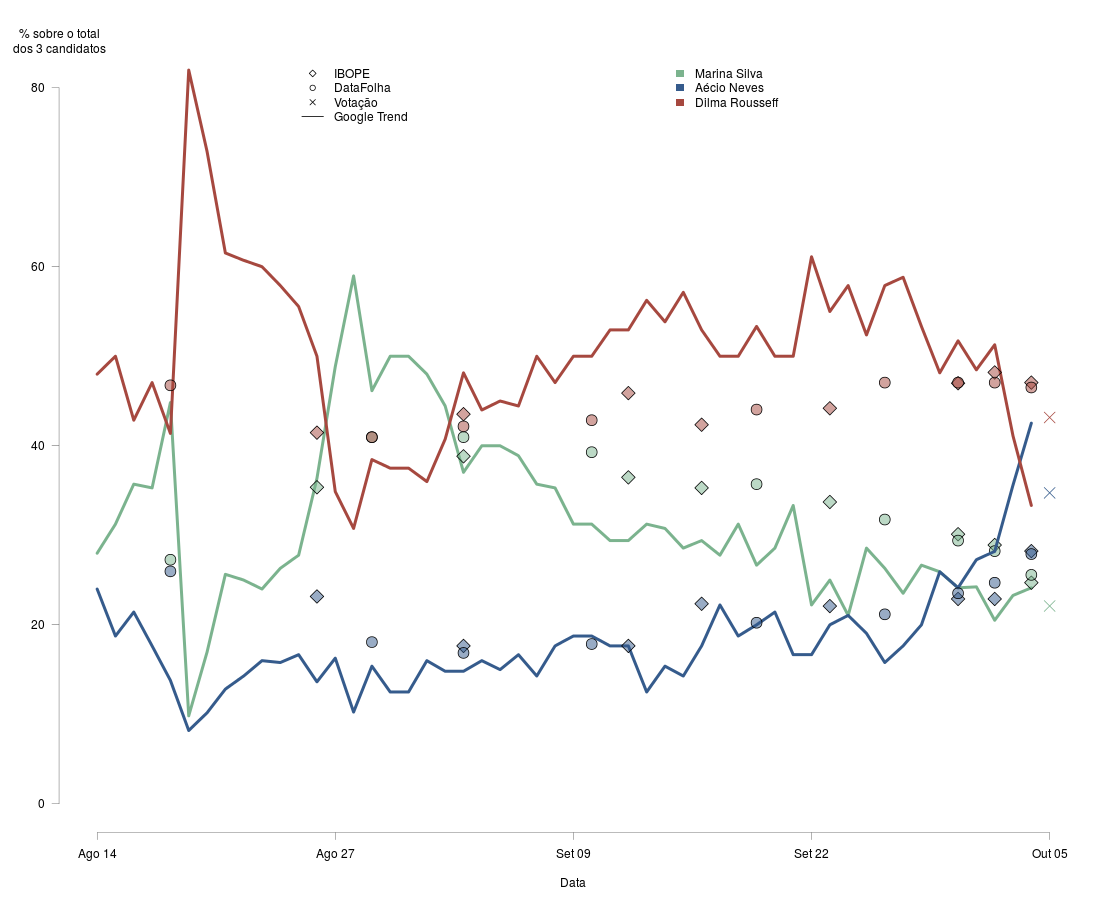 % sobre o total
dos 3 candidatos
IBOPE
DataFolha
Votação
Google Trend
Marina Silva
Aécio Neves
Dilma Rousseff
80
60
40
20
0
Ago 14
Ago 27
Set 09
Set 22
Out 05
Data